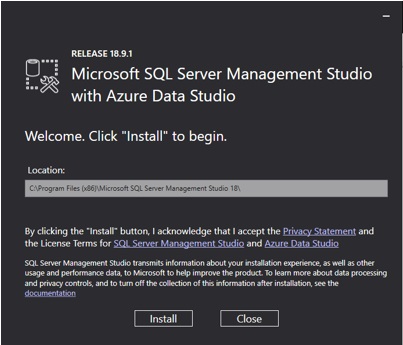 RELEASE 18.9.1
Microsoft SQL Server Management Studio
with Azure Data Studio
Welcome. Click "Install" to begin.
Location:
C:\Program Files (x86)\Microsoft SQL Server Management Studio 18\
By clicking the "Install" button, I acknowledge that I accept the Privacy Statement and
the License Terms for SQL Server Management Studio and Azure Data Studio
SQL Server Management Studio transmits information about your installation experience, as well as other
usage and performance data, to Microsoft to help improve the product. To learn more about data processing
and privacy controls, and to turn off the collection of this information after installation, see the
documentation
Install
Close